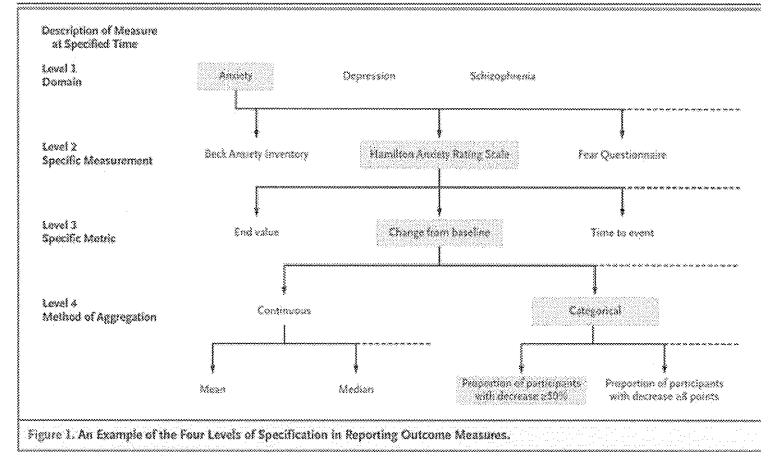 Description of Measure
at Specified Time
Level 1
Domain
Anxiety
Depression
Schizophrenia
Level 2
Specific Measurement
Beck Anxiety Inventory
Hamilton Anxiety Rating Scale
Fear Questionnaire
Level 3
Specific Metric
End value
Change from baseline
Time to event
Level 4
Method of Aggregation
Continuous
Categorical
Mean
Median
Proportion of participants
with decrease ≥50%
Proportion of participants
with decrease ≥8 points
Figure 1. An Example of the Four Levels of Specification in Reporting Outcome Measures.